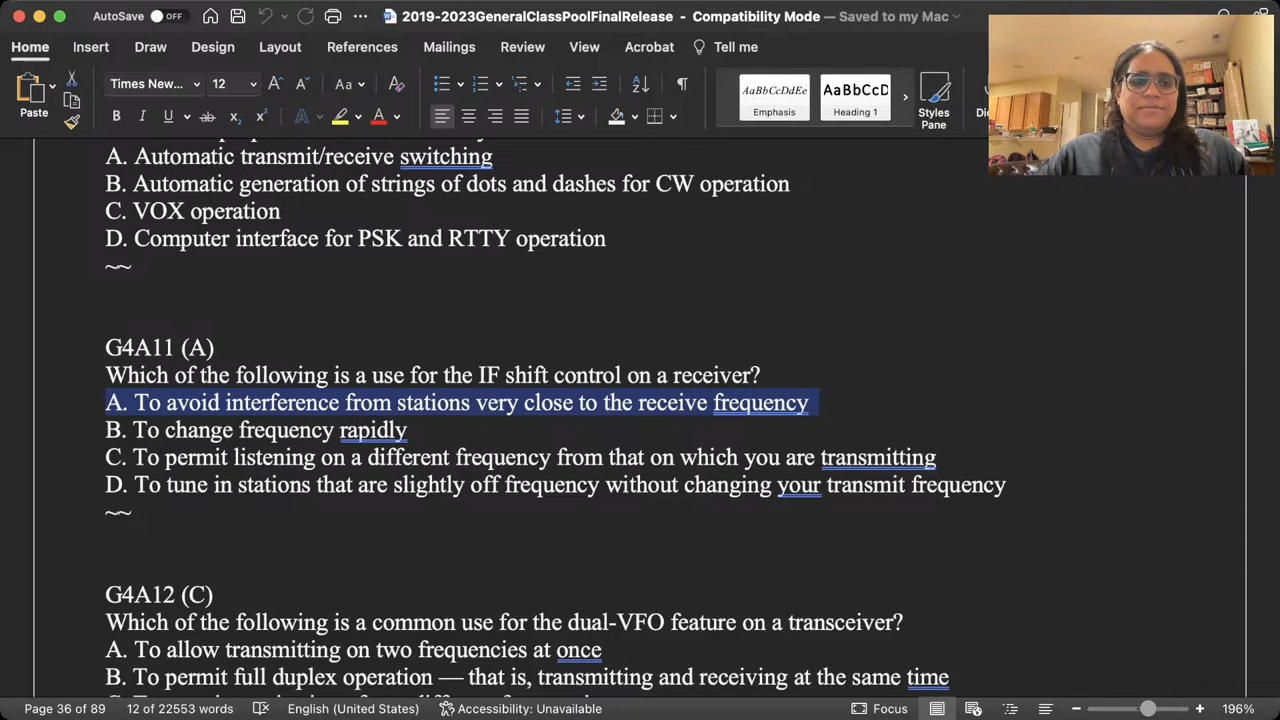 AutoSave OFF 2019-2023GeneralClassPoolFinalRelease - Compatibility Mode — Saved to my Mac
Home Insert Draw Design Layout References Mailings Review View Acrobat Tell me
Paste Times New... 12 Aa AaBbCcDdEe AaBbCcD
B I U ab x₂ x² A A Emphasis Heading 1 Styles Pane
A. Automatic transmit/receive switching
B. Automatic generation of strings of dots and dashes for CW operation
C. VOX operation
D. Computer interface for PSK and RTTY operation
~~
G4A11 (A)
Which of the following is a use for the IF shift control on a receiver?
A. To avoid interference from stations very close to the receive frequency
B. To change frequency rapidly
C. To permit listening on a different frequency from that on which you are transmitting
D. To tune in stations that are slightly off frequency without changing your transmit frequency
~~
G4A12 (C)
Which of the following is a common use for the dual-VFO feature on a transceiver?
A. To allow transmitting on two frequencies at once
B. To permit full duplex operation — that is, transmitting and receiving at the same time
Page 36 of 89 12 of 22553 words English (United States) Accessibility: Unavailable Focus 196%